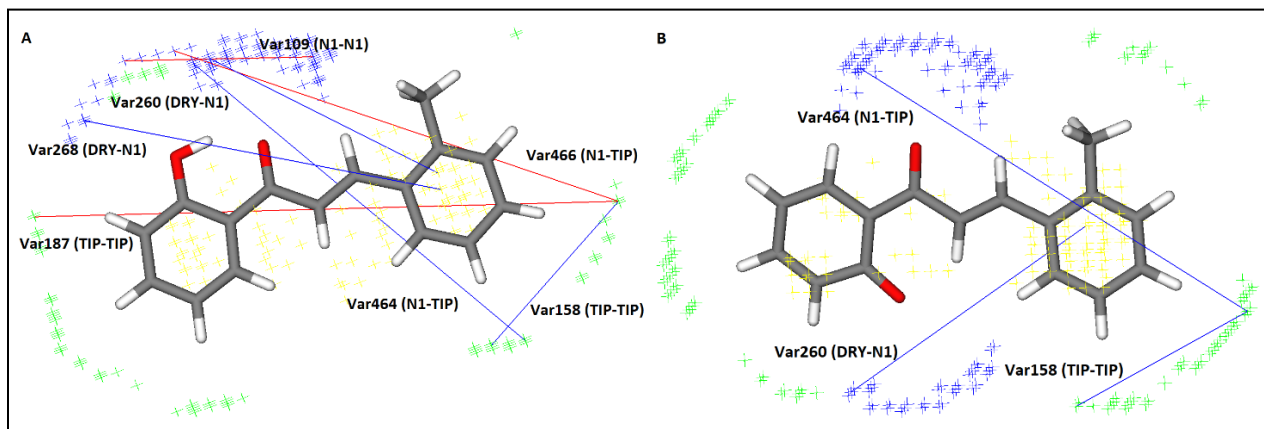 A
Var109 (N1-N1)
Var260 (DRY-N1)
Var268 (DRY-N1)
Var466 (N1-TIP)
Var187 (TIP-TIP)
Var464 (N1-TIP)
Var158 (TIP-TIP)
B
Var464 (N1-TIP)
Var260 (DRY-N1)
Var158 (TIP-TIP)